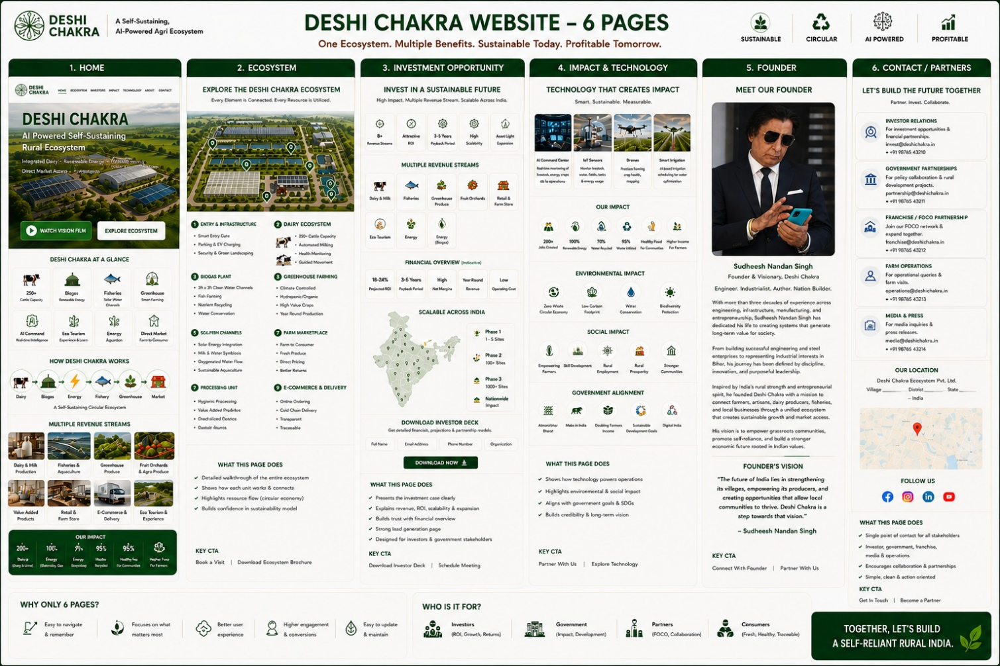 DESHI
CHAKRA
A Self-Sustaining,
AI-Powered Agri Ecosystem
DESHI CHAKRA WEBSITE – 6 PAGES
One Ecosystem. Multiple Benefits. Sustainable Today. Profitable Tomorrow.
SUSTAINABLE
CIRCULAR
AI POWERED
PROFITABLE
1. HOME
DESHI
CHAKRA
HOME ECOSYSTEM INVESTORS IMPACT TECHNOLOGY ABOUT CONTACT
DESHI CHAKRA
AI Powered Self-Sustaining
Rural Ecosystem
Integrated Dairy • Renewable Energy •
Direct Market Access •
WATCH VISION FILM
EXPLORE ECOSYSTEM
DESHI CHAKRA AT A GLANCE
250+
Cattle Capacity
Biogas
Renewable Energy
Fisheries
Solar Water
Channels
Greenhouse
Smart Farming
AI Command
Real-time Intelligence
Eco Tourism
Experience & Learn
Energy
Direct Market
Farm to Consumer
HOW DESHI CHAKRA WORKS
Dairy
Biogas
Energy
Fishery
Greenhouse
Market
A Self-Sustaining Circular Ecosystem
MULTIPLE REVENUE STREAMS
Dairy & Milk
Production
Fisheries &
Aquaculture
Greenhouse
Produce
Fruit Orchards
& Agro Produce
Value Added
Products
Retail &
Farm Store
E-Commerce &
Delivery
Eco Tourism &
Experience
OUR IMPACT
200+
95%
95%
Energy
For Communities
For Farmers
2. ECOSYSTEM
EXPLORE THE DESHI CHAKRA ECOSYSTEM
Every Element is Connected. Every Resource is Utilized.
1 ENTRY & INFRASTRUCTURE
• Smart Entry Gate
• Parking & EV Charging
• Security & Green Landscaping
2 DAIRY ECOSYSTEM
• 250+ Cattle Capacity
• Automated Milking
• Health Monitoring
• Guided Movement
3 BIOGAS PLANT
• 3ft x 3ft Clean Water Channels
• Fish Farming
• Nutrient Recycling
• Water Conservation
3 GREENHOUSE FARMING
• Climate Controlled
• Hydroponic/Organic
• High Value Crops
• Year Round Production
5 CHANNELS
• Solar Energy Integration
• Milk & Water Symbiosis
• Oxygenated Water Flow
• Sustainable Aquaculture
7 FARM MARKETPLACE
• Farm to Consumer
• Fresh Produce
• Direct Pricing
• Better Returns
7 PROCESSING UNIT
• Hygienic Processing
• Value Added
9 E-COMMERCE & DELIVERY
• Online Ordering
• Cold Chain Delivery
• Transparent
• Traceable
WHAT THIS PAGE DOES
✓ Detailed walkthrough of the entire ecosystem
✓ Shows how each unit works & connects
✓ Highlights resource flow (circular economy)
✓ Builds confidence in sustainability model
KEY CTA
Book a Visit | Download Ecosystem Brochure
3. INVESTMENT OPPORTUNITY
INVEST IN A SUSTAINABLE FUTURE
High Impact. Multiple Revenue Stream. Scalable Across India.
8+
Revenue Streams
Attractive
ROI
3-5 Years
Payback Period
High
Scalability
Asset Light
Expansion
MULTIPLE REVENUE STREAMS
Dairy & Milk
Fisheries
Greenhouse
Produce
Fruit Orchards
Retail &
Farm Store
Eco Tourism
Energy
Energy
(Biogas)
FINANCIAL OVERVIEW (Indicative)
18-24%
Projected ROI
3-5 Years
Payback Period
High
Net Margins
Year Round
Revenue
Low
Operating Cost
SCALABLE ACROSS INDIA
Phase 1
1 - 5 Sites
Phase 2
100+ Sites
Phase 3
1000+ Sites
Nationwide
Impact
DOWNLOAD INVESTOR DECK
Get detailed financials, projections & partnership models.
Full Name
Email Address
Phone Number
Organisation
DOWNLOAD NOW
WHAT THIS PAGE DOES
✓ Presents the investment case clearly
✓ Explains revenue, ROI, scalability & expansion
✓ Builds trust with financial overview
✓ Strong lead generation page
✓ Designed for investors & government stakeholders
KEY CTA
Download Investor Deck | Schedule Meeting
4. IMPACT & TECHNOLOGY
TECHNOLOGY THAT CREATES IMPACT
Smart. Sustainable. Measurable.
AI Command Center
Real-time monitoring of
IoT Sensors
Monitor livestock,
water, fields, tanks
& energy usage
Drones
Precision farming
crop health,
mapping
Smart Irrigation
AI based irrigation
scheduling for water
optimization
OUR IMPACT
200+
Jobs Created
100%
Renewable Energy
70%
Water Recycled
95%
Waste Utilized
Healthy Food
For Communities
Higher Income
For Farmers
ENVIRONMENTAL IMPACT
Zero Waste
Circular Economy
Low Carbon
Footprint
Water
Conservation
Biodiversity
Protection
SOCIAL IMPACT
Empowering
Farmers
Skill Development
Rural
Employment
Rural
Prosperity
Stronger
Communities
GOVERNMENT ALIGNMENT
Atmanirbhar
Bharat
Make in India
Doubling Farmers
Income
Sustainable
Development Goals
Digital India
WHAT THIS PAGE DOES
✓ Shows how technology powers operations
✓ Highlights environmental & social impact
✓ Aligns with government goals & SDGs
✓ Builds credibility & long-term vision
KEY CTA
Partner With Us | Explore Technology
5. FOUNDER
MEET OUR FOUNDER
Sudheesh Nandan Singh
Founder & Visionary, Deshi Chakra
Engineer. Industrialist. Author. Nation Builder.
With more than three decades of experience across
engineering, infrastructure, manufacturing, and
entrepreneurship, Sudheesh Nandan Singh has
dedicated his life to creating systems that generate
long-term value for society.
From building successful engineering and steel
enterprises to representing industrial interests in
Bihar, his journey has been defined by discipline,
innovation, and purposeful leadership.
Inspired by India's rural strength and entrepreneurial
spirit, he founded Deshi Chakra with a mission to
connect farmers, artisans, dairy producers, fisheries,
and local businesses through a unified ecosystem
that creates sustainable growth and market access.
His vision is to empower grassroots communities,
promote self-reliance, and build a stronger
economic future rooted in Indian values.
FOUNDER'S VISION
"The future of India lies in strengthening
its villages, empowering its producers, and
creating opportunities that allow local
communities to thrive. Deshi Chakra is a
step towards that vision."
– Sudheesh Nandan Singh
KEY CTA
Connect With Founder | Partner With Us
6. CONTACT / PARTNERS
LET'S BUILD THE FUTURE TOGETHER
Partner. Invest. Collaborate.
INVESTOR RELATIONS
For investment opportunities &
financial partnerships.
invest@deshichakra.in
• +91 98765 43210
GOVERNMENT PARTNERSHIPS
For policy collaboration & rural
development projects.
partnership@deshichakra.in
• +91 98765 43211
FRANCHISE / FOCO PARTNERSHIP
Join our FOCO network &
expand together.
franchise@deshichakra.in
• +91 98765 43212
FARM OPERATIONS
For operational queries &
farm visits.
operations@deshichakra.in
• +91 98765 43213
MEDIA & PRESS
For media inquiries &
press releases.
media@deshichakra.in
• +91 98765 43214
OUR LOCATION
Deshi Chakra Ecosystem Pvt. Ltd.
Village ______, District ______, State ______
– India
FOLLOW US
WHAT THIS PAGE DOES
✓ Single point of contact for all stakeholders
✓ Investor, government, franchise,
media & operations
✓ Encourages collaboration & partnerships
✓ Simple, clean & action oriented
KEY CTA
Get In Touch | Become a Partner
WHY ONLY 6 PAGES?
Easy to navigate
& remember
Focuses on what
matters most
Better user
experience
Higher engagement
& conversions
Easy to update
& maintain
WHO IS IT FOR?
Investors
(ROI, Growth, Returns)
Government
(Impact, Development)
Partners
(FOCO, Collaboration)
Consumers
(Fresh, Healthy, Traceable)
TOGETHER, LET'S BUILD
A SELF-RELIANT RURAL INDIA.